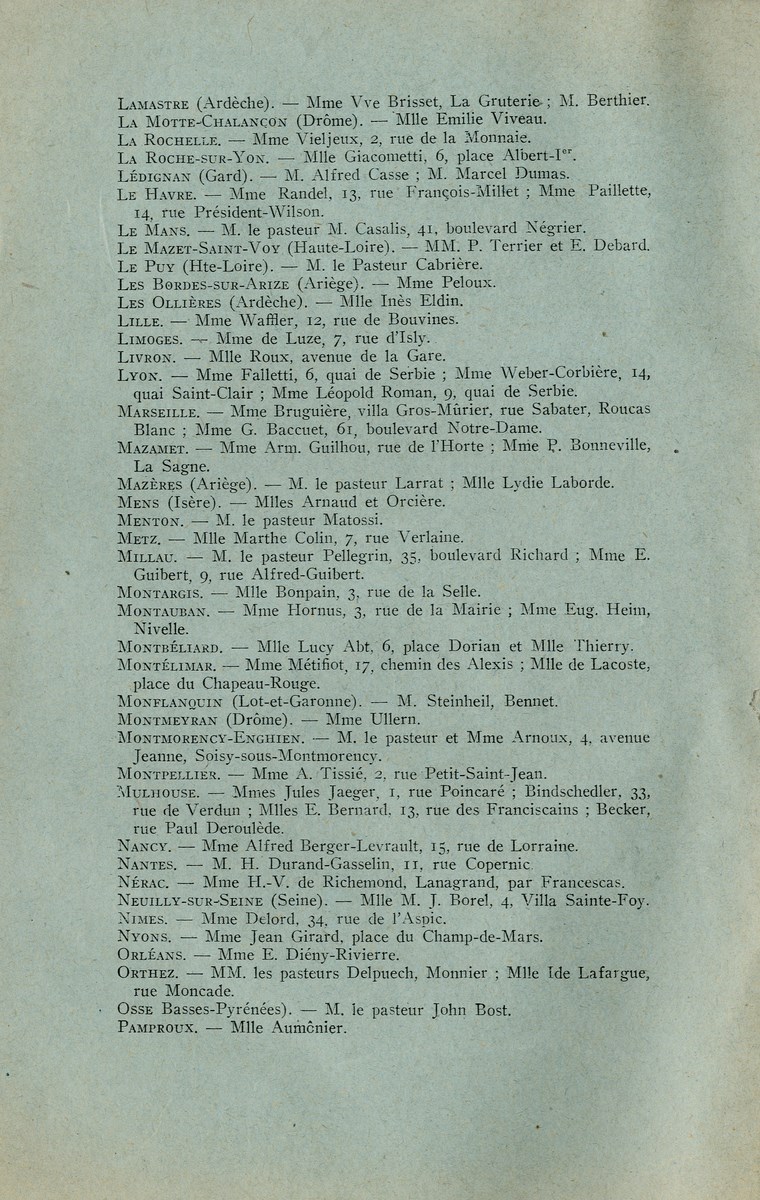 LAMASTRE (Ardèche). — Mme Vve Brisset, La Gruterie ; M. Berthier.
LA MOTTE-CHALANÇON (Drôme). — Mlle Emilie Viveau.
LA ROCHELLE. — Mme Vieljeux, 2, rue de la Monnaie.
LA ROCHE-SUR-YON. — Mlle Giacometti, 6, place Albert-Ier.
LÉDIGNAN (Gard). — M. Alfred Casse ; M. Marcel Dumas.
LE HAVRE. — Mme Randel, 13, rue François-Millet ; Mme Paillette,
14, rue Président-Wilson.
LE MANS. — M. le pasteur M. Casalis, 41, boulevard Négrier.
LE MAZET-SAINT-VOY (Haute-Loire). — MM. P. Terrier et E. Debard.
LE PUY (Hte-Loire). — M. le Pasteur Cabrière.
LES BORDES-SUR-ARIZE (Ariège). — Mme Peloux.
LES OLLIÈRES (Ardèche). — Mlle Inès Eldin.
LILLE. — Mme Waffler, 12, rue de Bouvines.
LIMOGES. — Mme de Luze, 7, rue d'Isly.
LIVRON. — Mlle Roux, avenue de la Gare.
LYON. — Mme Falletti, 6, quai de Serbie ; Mme Weber-Corbière, 14,
quai Saint-Clair ; Mme Léopold Roman, 9, quai de Serbie.
MARSEILLE. — Mme Bruguière, villa Gros-Mûrier, rue Sabater, Roucas
Blanc ; Mme G. Baccuet, 61, boulevard Notre-Dame.
MAZAMET. — Mme Arm. Guilhou, rue de l'Horte ; Mme P. Bonneville,
La Sagne.
MAZÈRES (Ariège). — M. le pasteur Larrat ; Mlle Lydie Laborde.
MENS (Isère). — Mlles Arnaud et Orcière.
MENTON. — M. le pasteur Matossi.
METZ. — Mlle Marthe Colin, 7, rue Verlaine.
MILLAU. — M. le pasteur Pellegrin, 35, boulevard Richard ; Mme E.
Guibert, 9, rue Alfred-Guibert.
MONTARGIS. — Mlle Bonpain, 3, rue de la Selle.
MONTAUBAN. — Mme Hornus, 3, rue de la Mairie ; Mme Eug. Heim,
Nivelle.
MONTBÉLIARD. — Mlle Lucy Abt, 6, place Dorian et Mlle Thierry.
MONTÉLIMAR. — Mme Métifiot, 17, chemin des Alexis ; Mlle de Lacoste,
place du Chapeau-Rouge.
MONFLANQUIN (Lot-et-Garonne). — M. Steinheil, Bennet.
MONTMEYRAN (Drôme). — Mme Ullern.
MONTMORENCY-ENGHIEN. — M. le pasteur et Mme Arnoux, 4, avenue
Jeanne, Soisy-sous-Montmorency.
MONTPELLIER. — Mme A. Tissié, 2, rue Petit-Saint-Jean.
MULHOUSE. — Mmes Jules Jaeger, 1, rue Poincaré ; Bindschedler, 33,
rue de Verdun ; Mlles E. Bernard, 13, rue des Franciscains ; Becker,
rue Paul Deroulède.
NANCY. — Mme Alfred Berger-Levrault, 15, rue de Lorraine.
NANTES. — M. H. Durand-Gasselin, 11, rue Copernic
NÉRAC. — Mme H.-V. de Richemond, Lanagrand, par Francescas.
NEUILLY-SUR-SEINE (Seine). — Mlle M. J. Borel, 4, Villa Sainte-Foy.
NIMES. — Mme Delord, 34, rue de l'Aspic.
NYONS. — Mme Jean Girard, place du Champ-de-Mars.
ORLÉANS. — Mme E. Diény-Rivierre.
ORTHEZ. — MM. les pasteurs Delpuech, Monnier ; Mlle Ide Lafargue,
rue Moncade.
OSSE Basses-Pyrénées). — M. le pasteur John Bost.
PAMPROUX. — Mlle Aumônier.